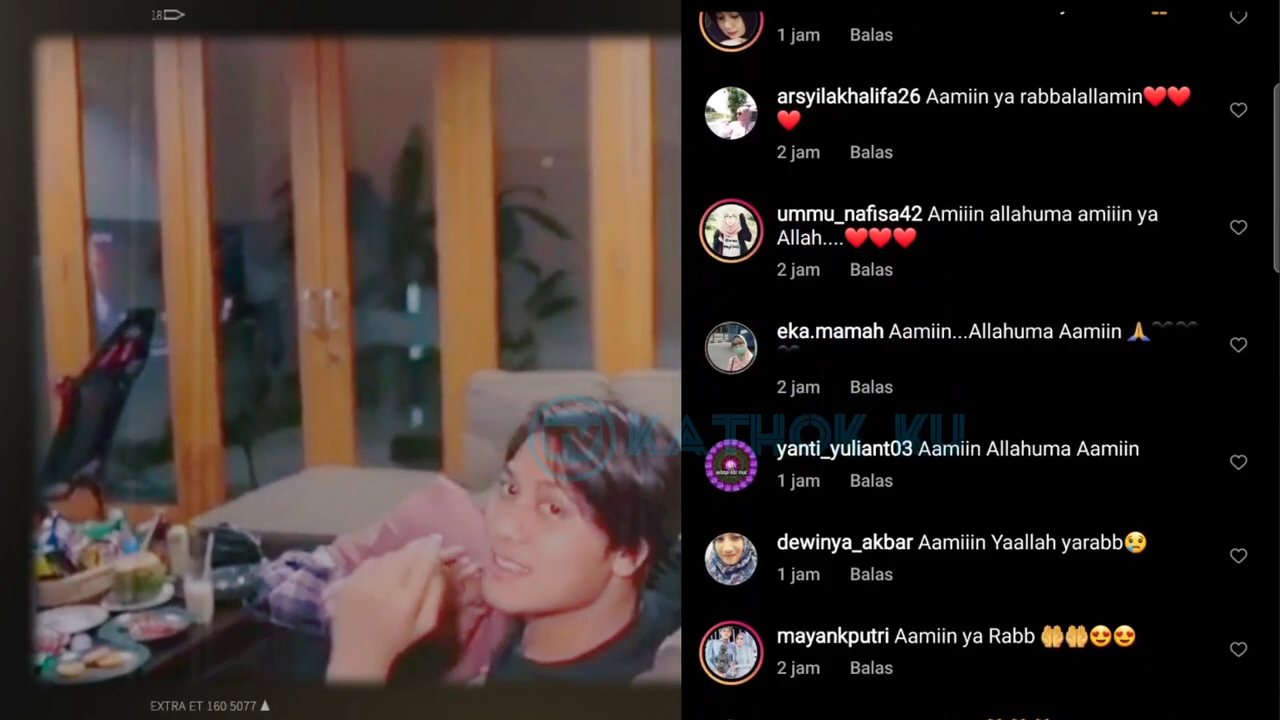 18
EXTRA ET 160 5077
1 jam Balas
arsyilakhalifa26 Aamiin ya rabbalallamin❤️❤️
❤️
2 jam Balas
ummu_nafisa42 Amiiin allahuma amiiin ya
Allah....❤️❤️❤️
2 jam Balas
eka.mamah Aamiin...Allahuma Aamiin 🙏
2 jam Balas
TV KATHOK KU
yanti_yuliant03 Aamiin Allahuma Aamiin
1 jam Balas
dewinya_akbar Aamiiin Yaallah yarabb😢
1 jam Balas
mayankputri Aamiin ya Rabb 🤲🤲😍😍
2 jam Balas